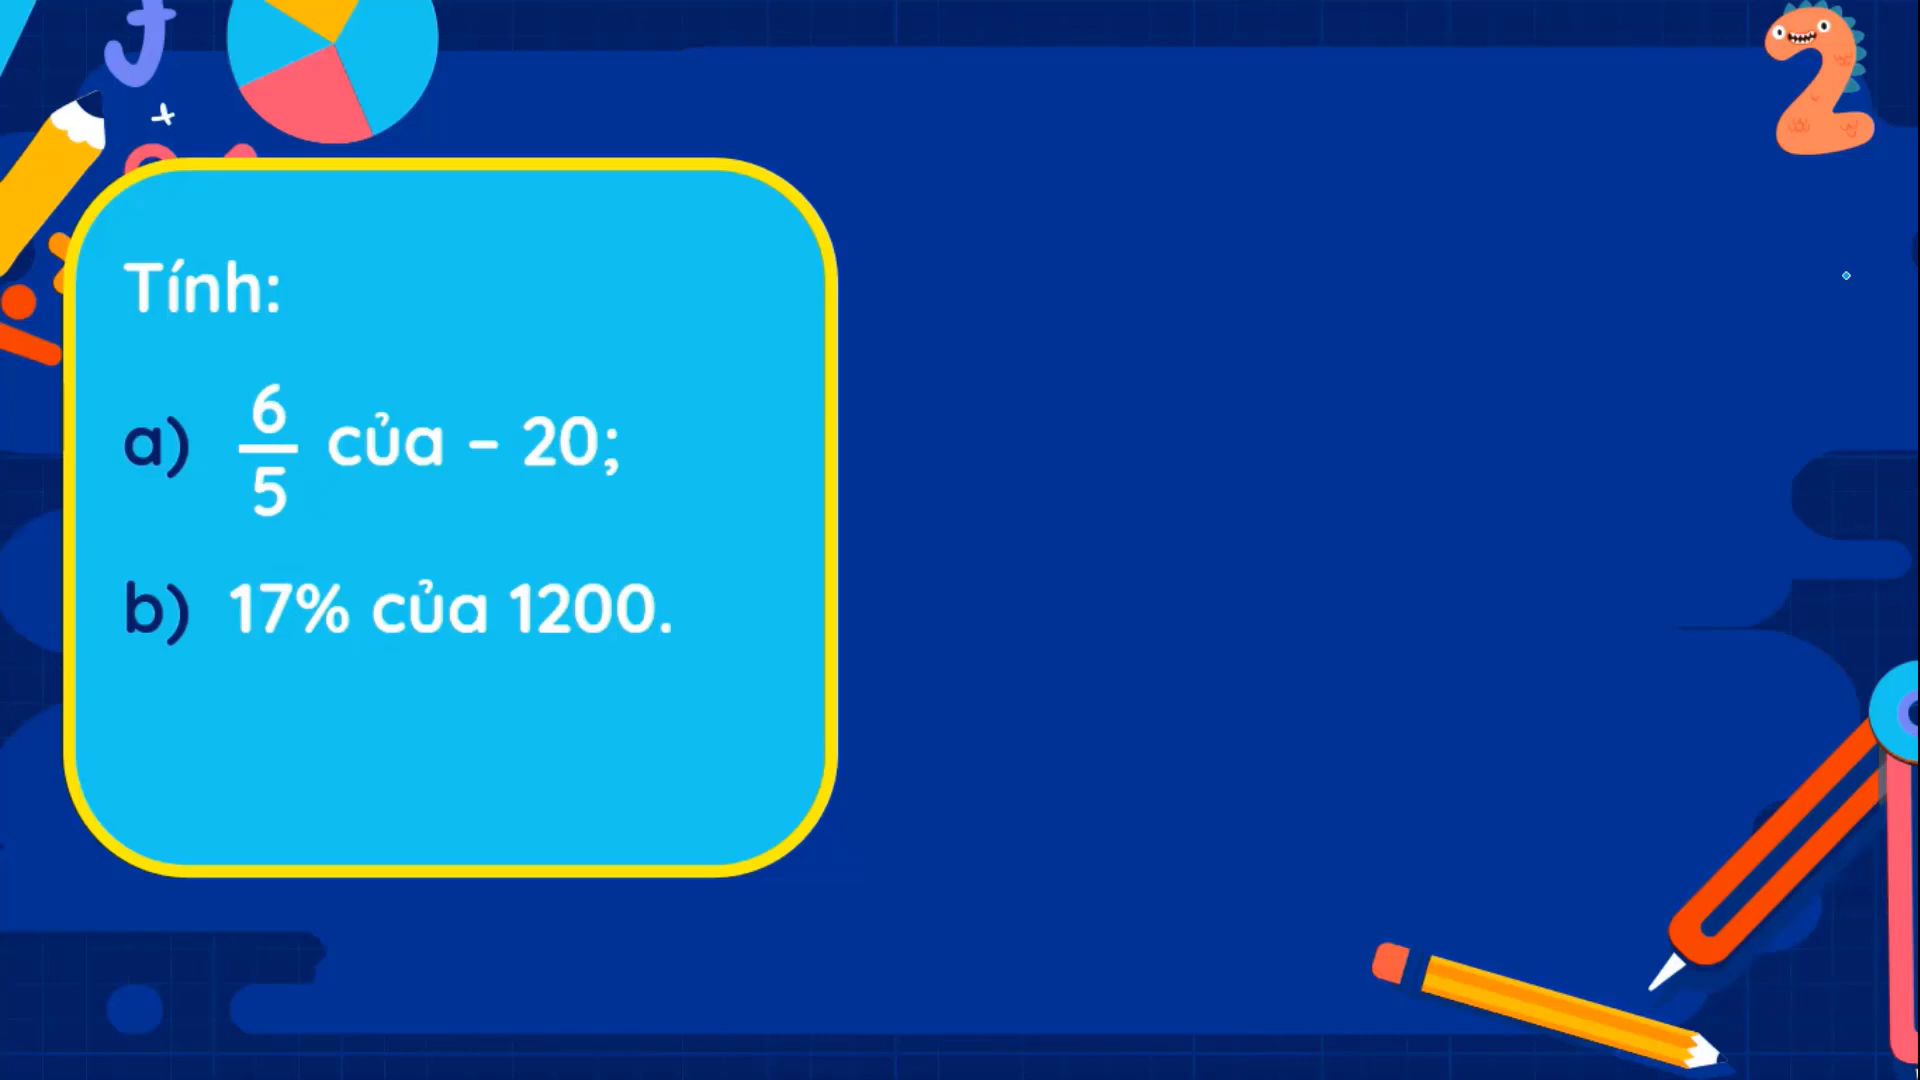 Tính:
a) 6/5 của – 20;
b) 17% của 1200.